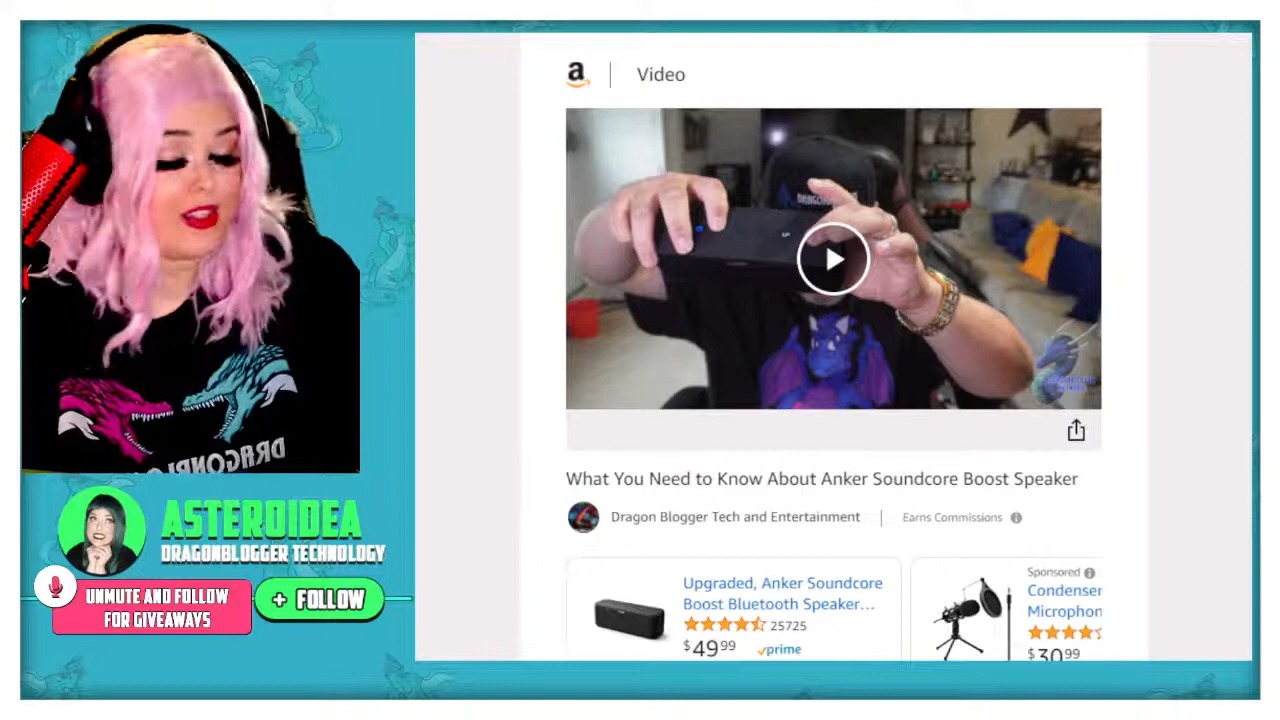 a | Video
DRAGONBL
UP
What You Need to Know About Anker Soundcore Boost Speaker
Dragon Blogger Tech and Entertainment | Earns Commissions
Upgraded, Anker Soundcore
Boost Bluetooth Speaker...
25725
$49.99
prime
Sponsored
Condenser
Microphon
$30.99
ASTEROIDEA
DRAGONBLOGGER TECHNOLOGY
UNMUTE AND FOLLOW
FOR GIVEAWAYS
+ FOLLOW